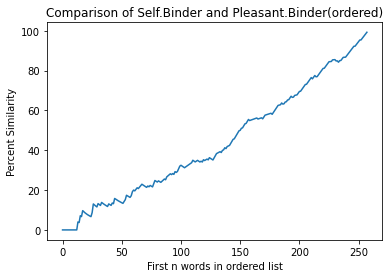 Comparison of Self.Binder and Pleasant.Binder(ordered)
100
80
60
40
20
0
Percent Similarity
0 50 100 150 200 250
First n words in ordered list